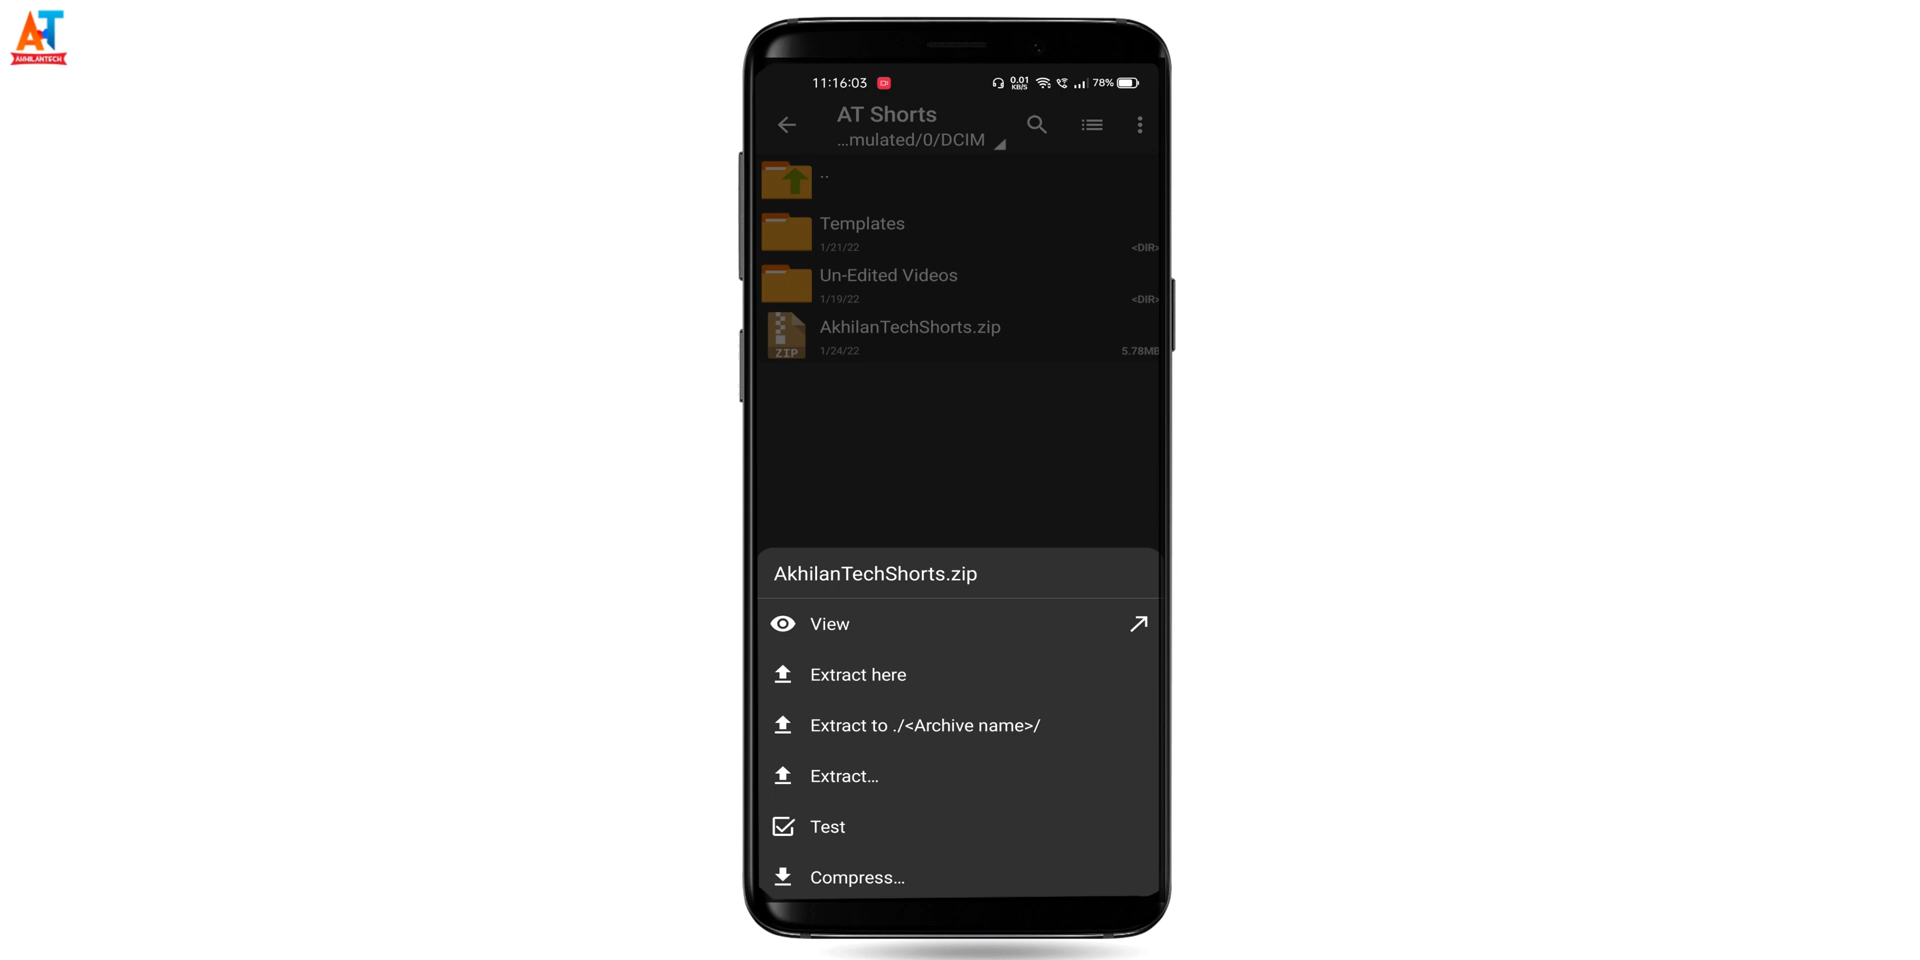 AT
AKHILANTECH
11:16:03
0.01
KB/S
78%
AT Shorts
...mulated/0/DCIM
..
Templates
1/21/22
<DIR>
Un-Edited Videos
1/19/22
<DIR>
AkhilanTechShorts.zip
ZIP
1/24/22
5.78MB
AkhilanTechShorts.zip
View
Extract here
Extract to ./<Archive name>/
Extract...
Test
Compress...